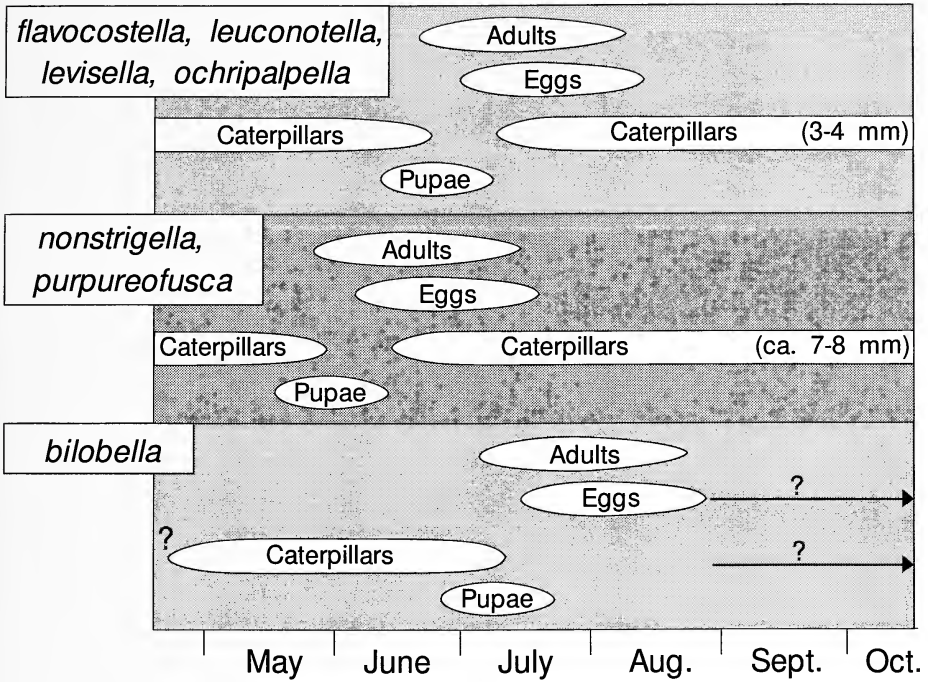 flavocostella, leuconotella,
levisella, ochripalpella
Adults
Eggs
Caterpillars
Caterpillars (3-4 mm)
Pupae
nonstrigella,
purpureofusca
Adults
Eggs
Caterpillars
Caterpillars (ca. 7-8 mm)
Pupae
bilobella
Adults
Eggs
?
?
Caterpillars
?
Pupae
May June July Aug. Sept. Oct.